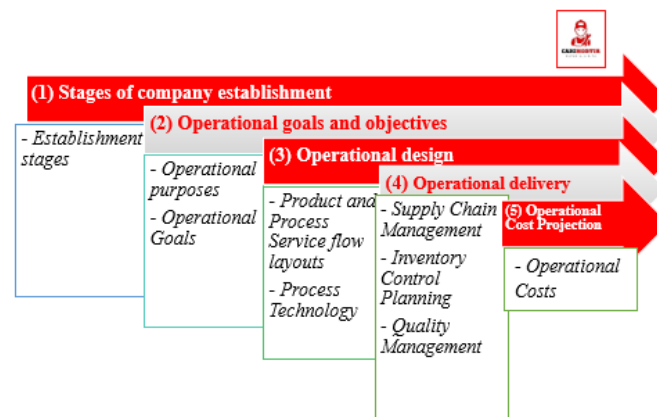 (1) Stages of company establishment
- Establishment
stages
(2) Operational goals and objectives
- Operational
purposes
- Operational
Goals
(3) Operational design
- Product and
Process
Service flow
layouts
- Process
Technology
(4) Operational delivery
- Supply Chain
Management
- Inventory
Control
Planning
- Quality
Management
(5) Operational
Cost Projection
- Operational
Costs